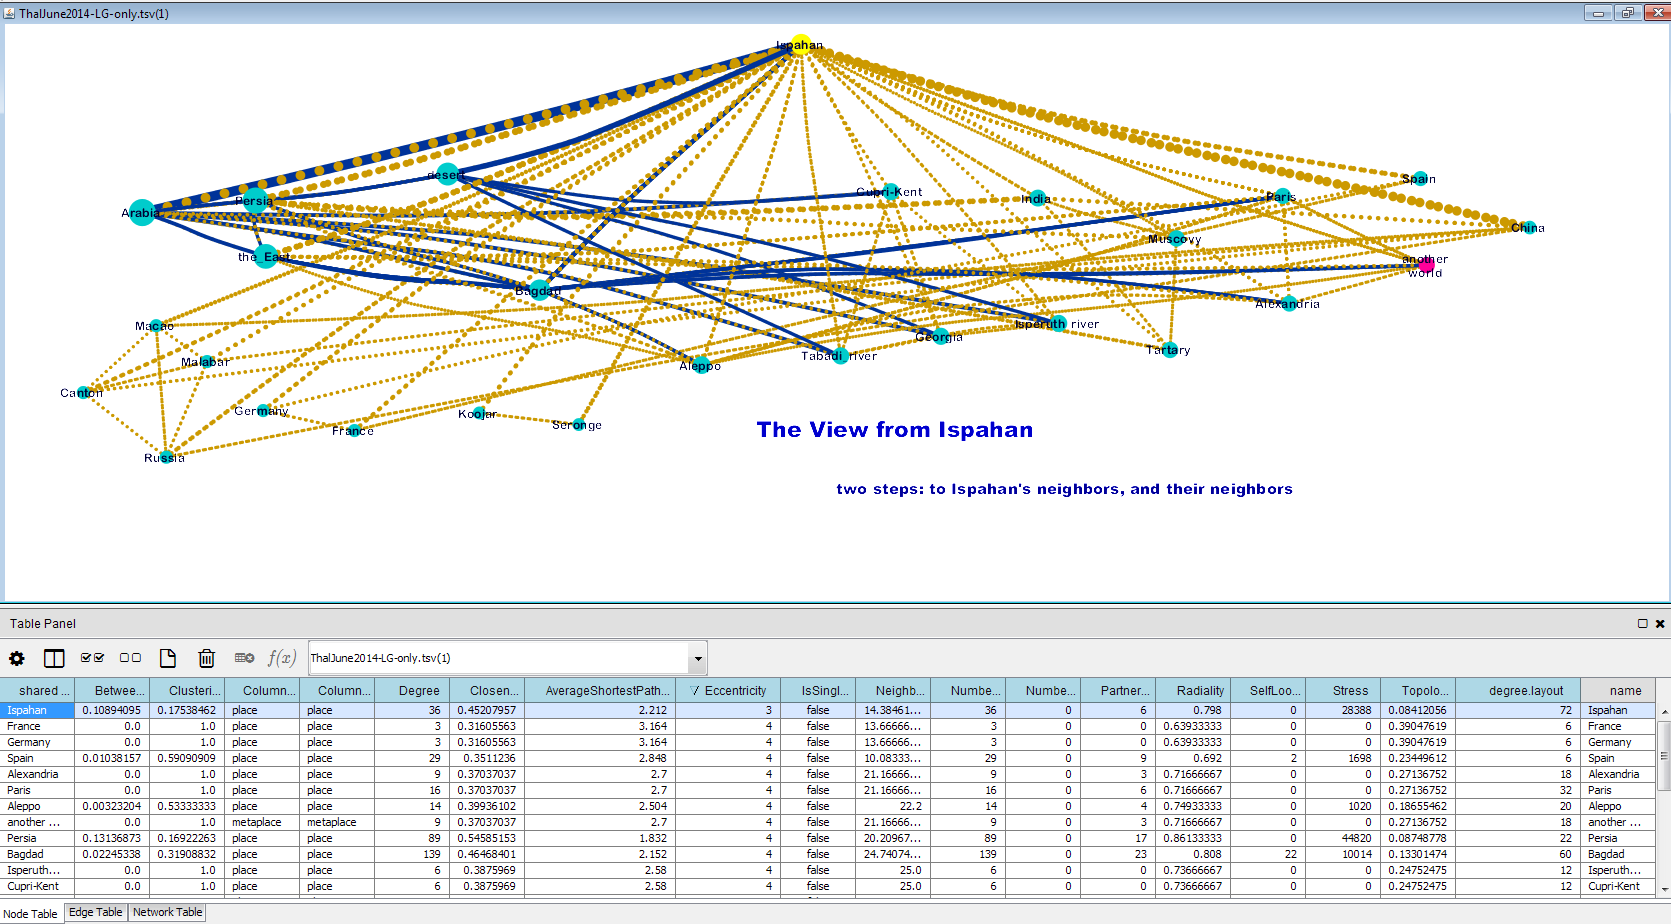 ThalJune2014-LG-only.tsv(1)
Ispahan
desert
Spain
Cupri-Kent
Persia
India
Paris
Arabia
China
Muscovy
the East
another
world
Bagdad
Alexandria
Macao
Isperuth river
Georgia
Malabar
Tabadi river
Tartary
Aleppo
Canton
Germany
Koojar
Seronge
France
The View from Ispahan
Russia
two steps: to Ispahan's neighbors, and their neighbors
Table Panel
f(x)
ThalJune2014-LG-only.tsv(1)
shared ... Betwee... Clusteri... Column... Column... Degree Closen... AverageShortestPath... Eccentricity IsSingl... Neighb... Numbe... Numbe... Partner... Radiality SelfLoo... Stress Topolo... degree.layout name
Ispahan 0.10894095 0.17538462 place place 36 0.45207957 2.212 3 false 14.38461... 36 0 6 0.798 0 28388 0.08412056 72 Ispahan
France 0.0 1.0 place place 3 0.31605563 3.164 4 false 13.66666... 3 0 0 0.63933333 0 0 0.39047619 6 France
Germany 0.0 1.0 place place 3 0.31605563 3.164 4 false 13.66666... 3 0 0 0.63933333 0 0 0.39047619 6 Germany
Spain 0.01038157 0.59090909 place place 29 0.3511236 2.848 4 false 10.08333... 29 0 9 0.692 2 1698 0.23449612 6 Spain
Alexandria 0.0 1.0 place place 9 0.37037037 2.7 4 false 21.16666... 9 0 3 0.71666667 0 0 0.27136752 18 Alexandria
Paris 0.0 1.0 place place 16 0.37037037 2.7 4 false 21.16666... 16 0 6 0.71666667 0 0 0.27136752 32 Paris
Aleppo 0.00323204 0.53333333 place place 14 0.39936102 2.504 4 false 22.2 14 0 4 0.74933333 0 1020 0.18655462 20 Aleppo
another ... 0.0 1.0 metaplace metaplace 9 0.37037037 2.7 4 false 21.16666... 9 0 3 0.71666667 0 0 0.27136752 18 another ...
Persia 0.13136873 0.16922263 place place 89 0.54585153 1.832 4 false 20.20967... 89 0 17 0.86133333 0 44820 0.08748778 22 Persia
Bagdad 0.02245338 0.31908832 place place 139 0.46468401 2.152 4 false 24.74074... 139 0 23 0.808 22 10014 0.13301474 60 Bagdad
Isperuth... 0.0 1.0 place place 6 0.3875969 2.58 4 false 25.0 6 0 0 0.73666667 0 0 0.24752475 12 Isperuth...
Cupri-Kent 0.0 1.0 place place 6 0.3875969 2.58 4 false 25.0 6 0 0 0.73666667 0 0 0.24752475 12 Cupri-Kent
Node Table Edge Table Network Table